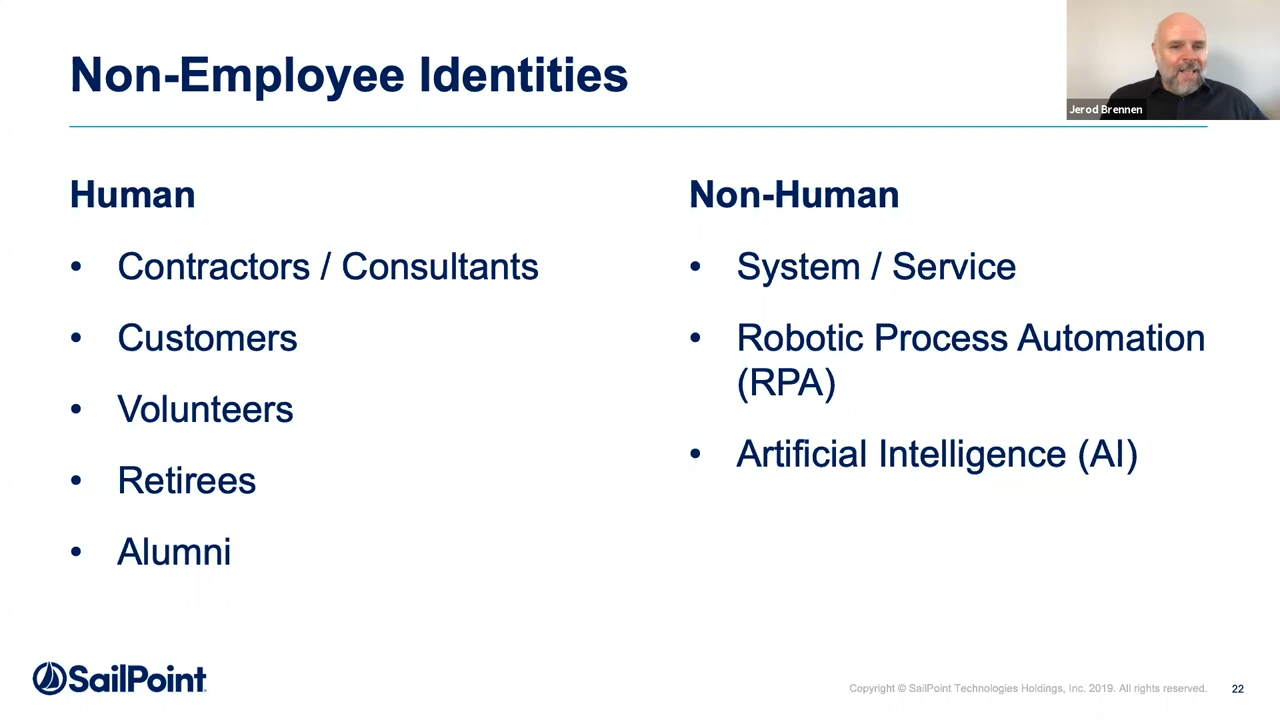 Non-Employee Identities
Jerod Brennen
Human
• Contractors / Consultants
• Customers
• Volunteers
• Retirees
• Alumni
Non-Human
• System / Service
• Robotic Process Automation
(RPA)
• Artificial Intelligence (AI)
SailPoint
Copyright © SailPoint Technologies Holdings, Inc. 2019. All rights reserved.
22